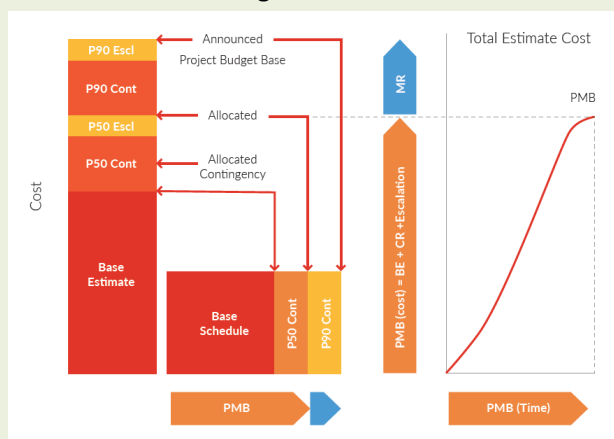 P90 Escl
P90 Cont
P50 Escl
P50 Cont
Base
Estimate
Cost
Announced
Project Budget Base
Allocated
Allocated
Contingency
Base
Schedule
P50 Cont
P90 Cont
PMB
MR
PMB (cost) = BE + CR +Escalation
Total Estimate Cost
PMB
PMB (Time)